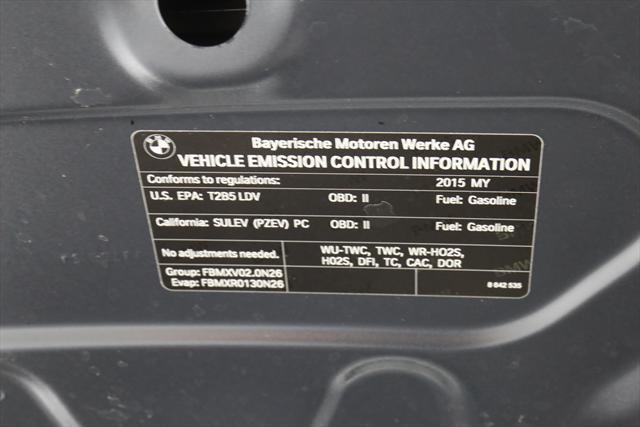 Bayerische Motoren Werke AG
VEHICLE EMISSION CONTROL INFORMATION
Conforms to regulations: 2015 MY
U.S. EPA: T2B5 LDV OBD: II Fuel: Gasoline
California: SULEV (PZEV) PC OBD: II Fuel: Gasoline
No adjustments needed. WU-TWC, TWC, WR-HO2S,
HO2S, DFI, TC, CAC, DOR
Group: FBMXV02.0N26
Evap: FBMXR0130N26
8 642 535